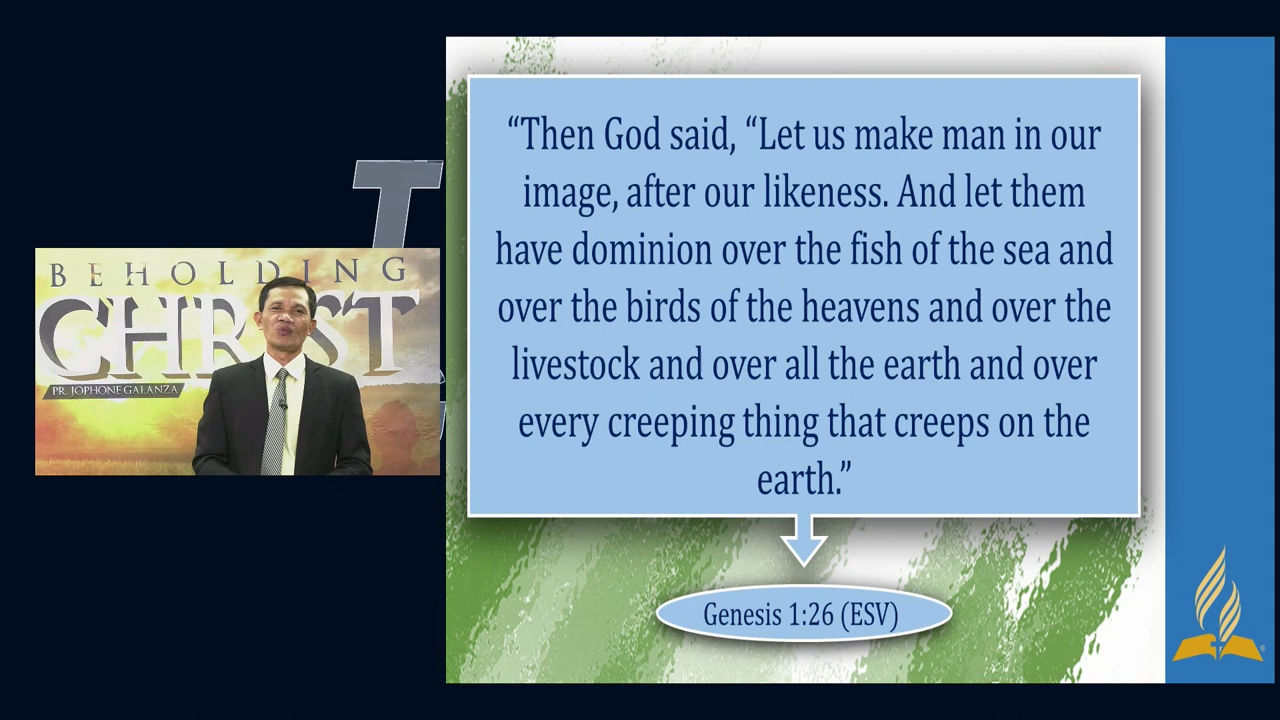 T
BEHOLDING
CHRIST
PR. JOPHONE GALANZA
“Then God said, “Let us make man in our
image, after our likeness. And let them
have dominion over the fish of the sea and
over the birds of the heavens and over the
livestock and over all the earth and over
every creeping thing that creeps on the
earth.”
Genesis 1:26 (ESV)
®